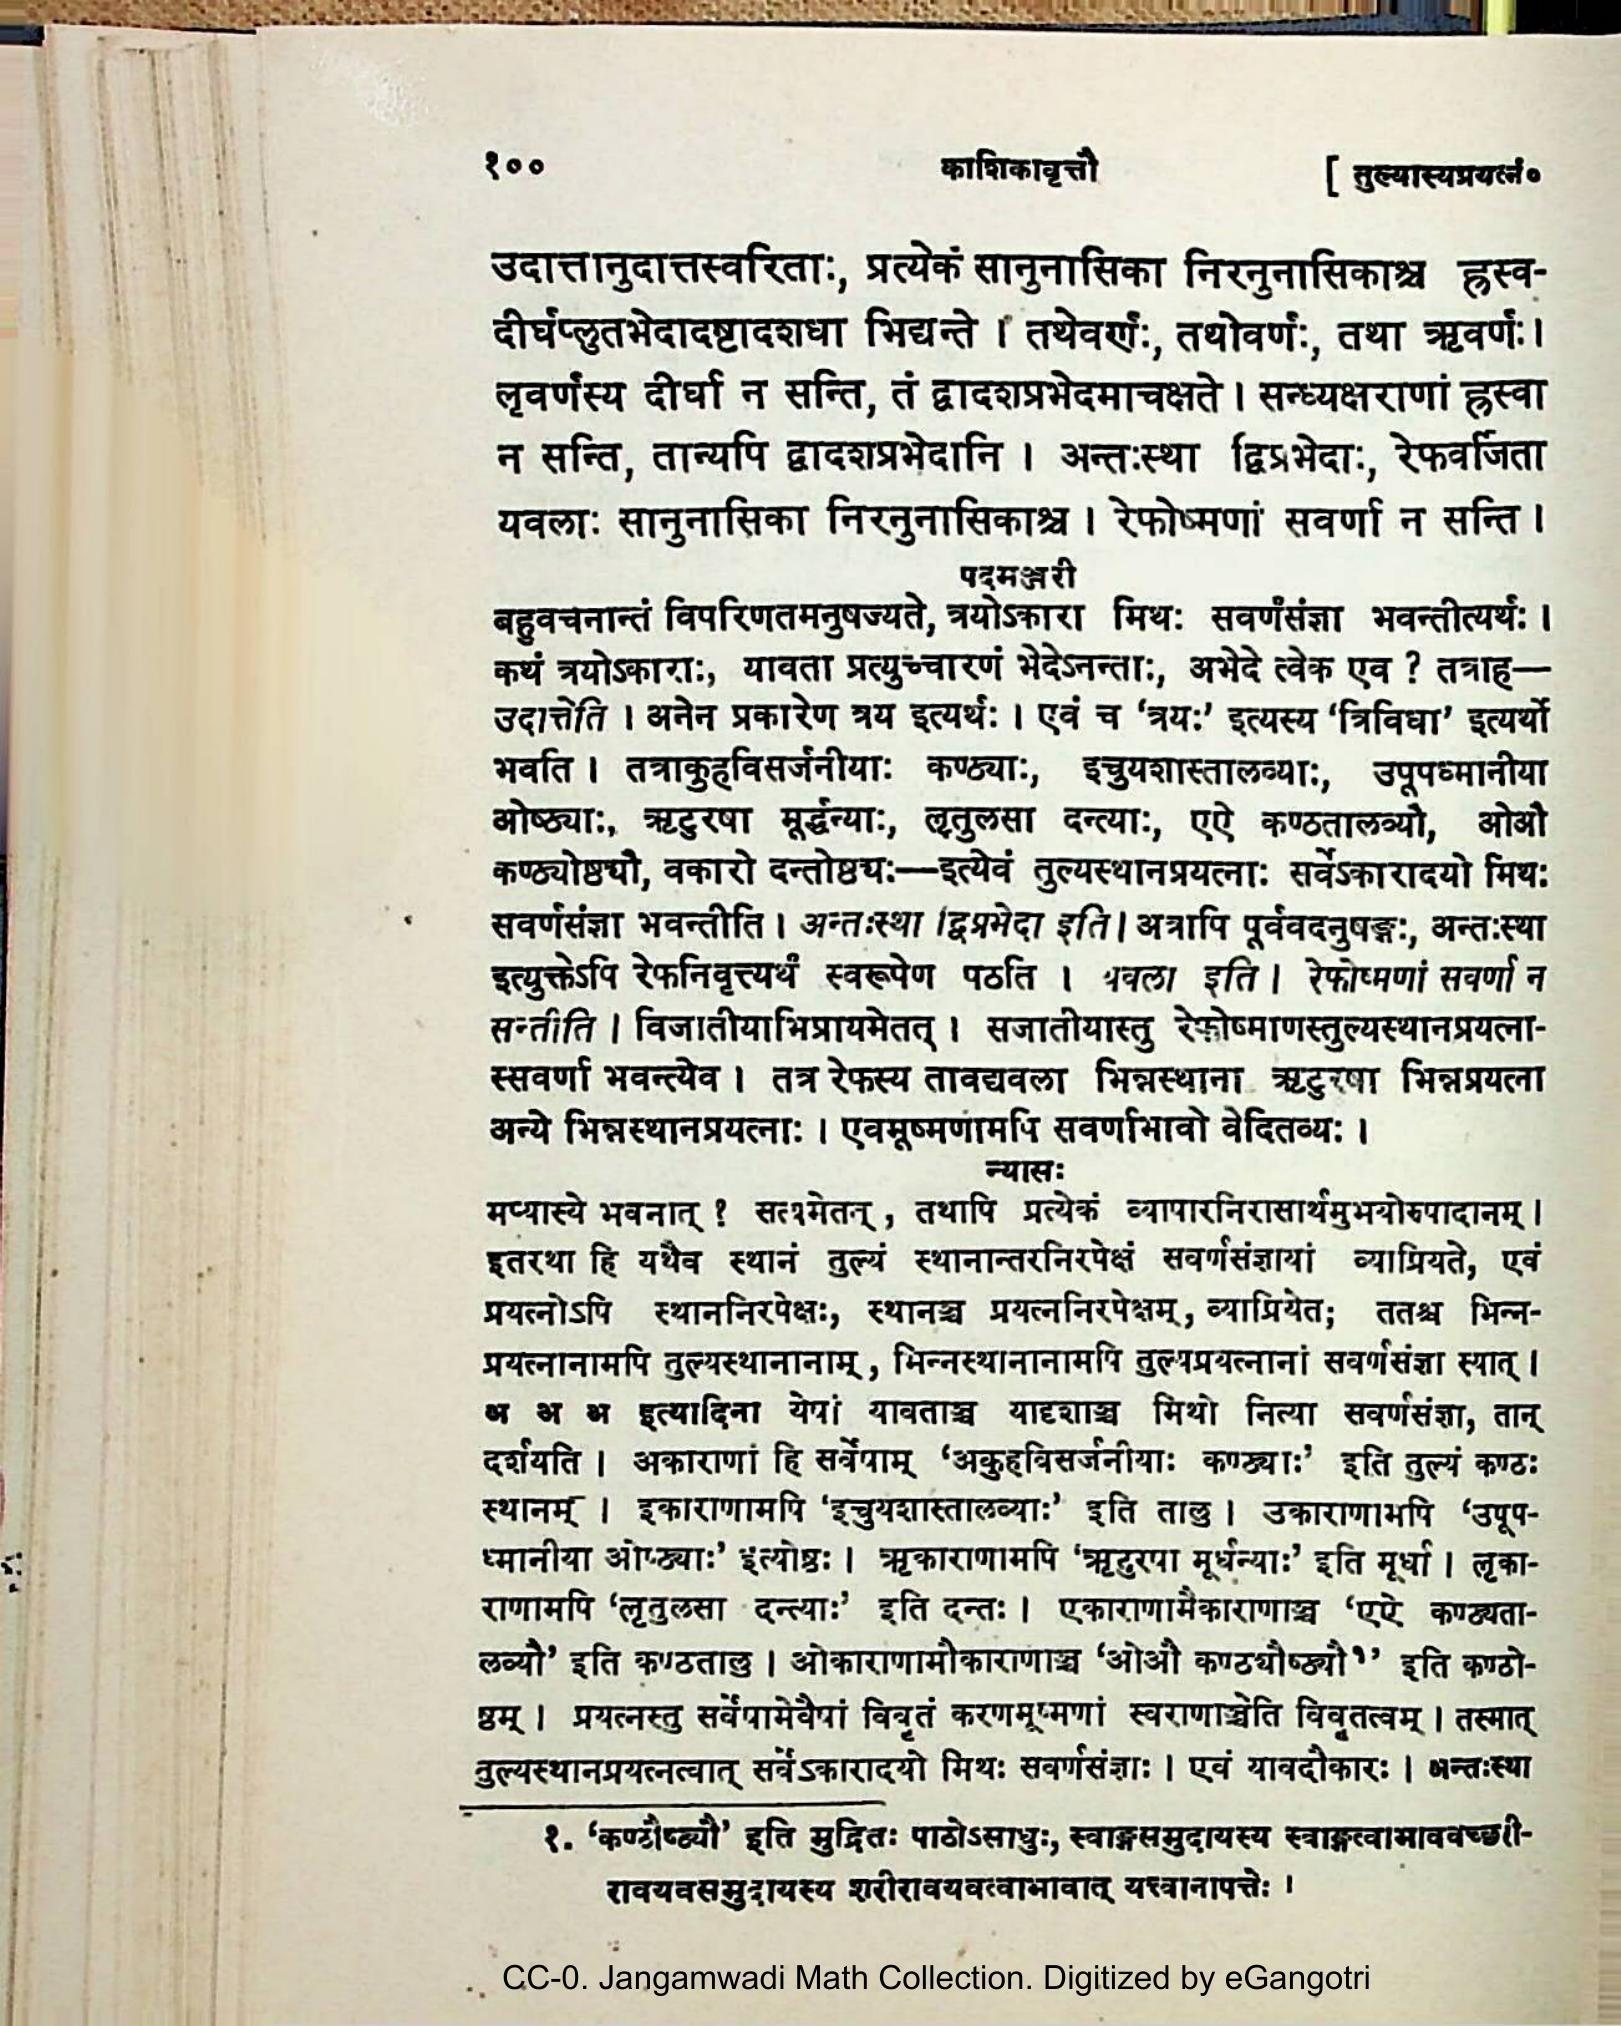 १००
काशिकावृत्तौ
[ तुल्यास्यप्रयत्नं०
उदात्तानुदात्तस्वरिताः, प्रत्येकं सानुनासिका निरनुनासिकाश्च ह्रस्व-
दीर्घप्लुतभेदादष्टादशधा भिद्यन्ते । तथेवर्णः, तथोवर्णः, तथा ऋवर्णः।
लृवर्णस्य दीर्घा न सन्ति, तं द्वादशप्रभेदमाचक्षते । सन्ध्यक्षराणां ह्रस्वा
न सन्ति, तान्यपि द्वादशप्रभेदानि । अन्तःस्था द्विप्रभेदाः, रेफवर्जिता
यवलाः सानुनासिका निरनुनासिकाश्च । रेफोष्मणां सवर्णा न सन्ति ।
पदमञ्जरी
बहुवचनान्तं विपरिणतमनुषज्यते, त्रयोऽकारा मिथः सवर्णसंज्ञा भवन्तीत्यर्थः ।
कथं त्रयोऽकाराः, यावता प्रत्युच्चारणं भेदेऽनन्ताः, अभेदे त्वेक एव ? तत्राह—
उदात्तेति । अनेन प्रकारेण त्रय इत्यर्थः । एवं च ‘त्रयः’ इत्यस्य ‘त्रिविधा’ इत्यर्थो
भवति । तत्राकुहविसर्जनीयाः कण्ठ्याः, इचुयशास्तालव्याः, उपूपध्मानीया
ओष्ठ्याः, ऋटुरषा मूर्द्धन्याः, लृतुलसा दन्त्याः, एऐ कण्ठतालव्यौ, ओऔ
कण्ठ्योष्ठ्यौ, वकारो दन्तोष्ठ्यः—इत्येवं तुल्यस्थानप्रयत्नाः सर्वेऽकारादयो मिथः
सवर्णसंज्ञा भवन्तीति । अन्तःस्था द्विप्रभेदा इति। अत्रापि पूर्ववदनुषङ्गः, अन्तःस्था
इत्युक्तेऽपि रेफनिवृत्त्यर्थं स्वरूपेण पठति । यवला इति । रेफोष्मणां सवर्णा न
सन्तीति । विजातीयाभिप्रायमेतत् । सजातीयास्तु रेफोष्माणस्तुल्यस्थानप्रयत्ना-
स्सवर्णा भवन्त्येव । तत्र रेफस्य तावद्यवला भिन्नस्थाना ऋटुरषा भिन्नप्रयत्ना
अन्ये भिन्नस्थानप्रयत्नाः । एवमूष्मणामपि सवर्णाभावो वेदितव्यः ।
न्यासः
मप्यास्ये भवनात् ? सत्यमेतत् , तथापि प्रत्येकं व्यापारनिरासार्थमुभयोरुपादानम् ।
इतरथा हि यथैव स्थानं तुल्यं स्थानान्तरनिरपेक्षं सवर्णसंज्ञायां व्याप्रियते, एवं
प्रयत्नोऽपि स्थाननिरपेक्षः, स्थानञ्च प्रयत्ननिरपेक्षम् , व्याप्रियेत; ततश्च भिन्न-
प्रयत्नानामपि तुल्यस्थानानाम् , भिन्नस्थानानामपि तुल्यप्रयत्नानां सवर्णसंज्ञा स्यात् ।
अ अ अ इत्यादिना येषां यावताञ्च यादृशाञ्च मिथो नित्या सवर्णसंज्ञा, तान्
दर्शयति । अकाराणां हि सर्वेषाम् ‘अकुहविसर्जनीयाः कण्ठ्याः’ इति तुल्यं कण्ठः
स्थानम् । इकाराणामपि ‘इचुयशास्तालव्याः’ इति तालु । उकाराणामपि ‘उपूप-
ध्मानीया ओष्ठ्याः’ इत्योष्ठः । ऋकाराणामपि ‘ऋटुरषा मूर्धन्याः’ इति मूर्धा । लृका-
राणामपि ‘लृतुलसा दन्त्याः’ इति दन्तः । एकाराणामैकाराणाञ्च ‘एऐ कण्ठ्यता-
लव्यौ’ इति कण्ठतालु । ओकाराणामौकाराणाञ्च ‘ओऔ कण्ठ्यौष्ठ्यौ१’ इति कण्ठो-
ष्ठम् । प्रयत्नस्तु सर्वेषामेवैषां विवृतं करणमूष्मणां स्वराणाञ्चेति विवृतत्वम् । तस्मात्
तुल्यस्थानप्रयत्नत्वात् सर्वेऽकारादयो मिथः सवर्णसंज्ञाः । एवं यावदौकारः । अन्तःस्था
१. ‘कण्ठौष्ठ्यौ’ इति मुद्रितः पाठोऽसाधुः, स्वाङ्गसमुदायस्य स्वाङ्गत्वाभाववच्छरी-
रावयवसमुदायस्य शरीरावयवत्वाभावात् यत्त्वानापत्तेः ।
CC-0. Jangamwadi Math Collection. Digitized by eGangotri